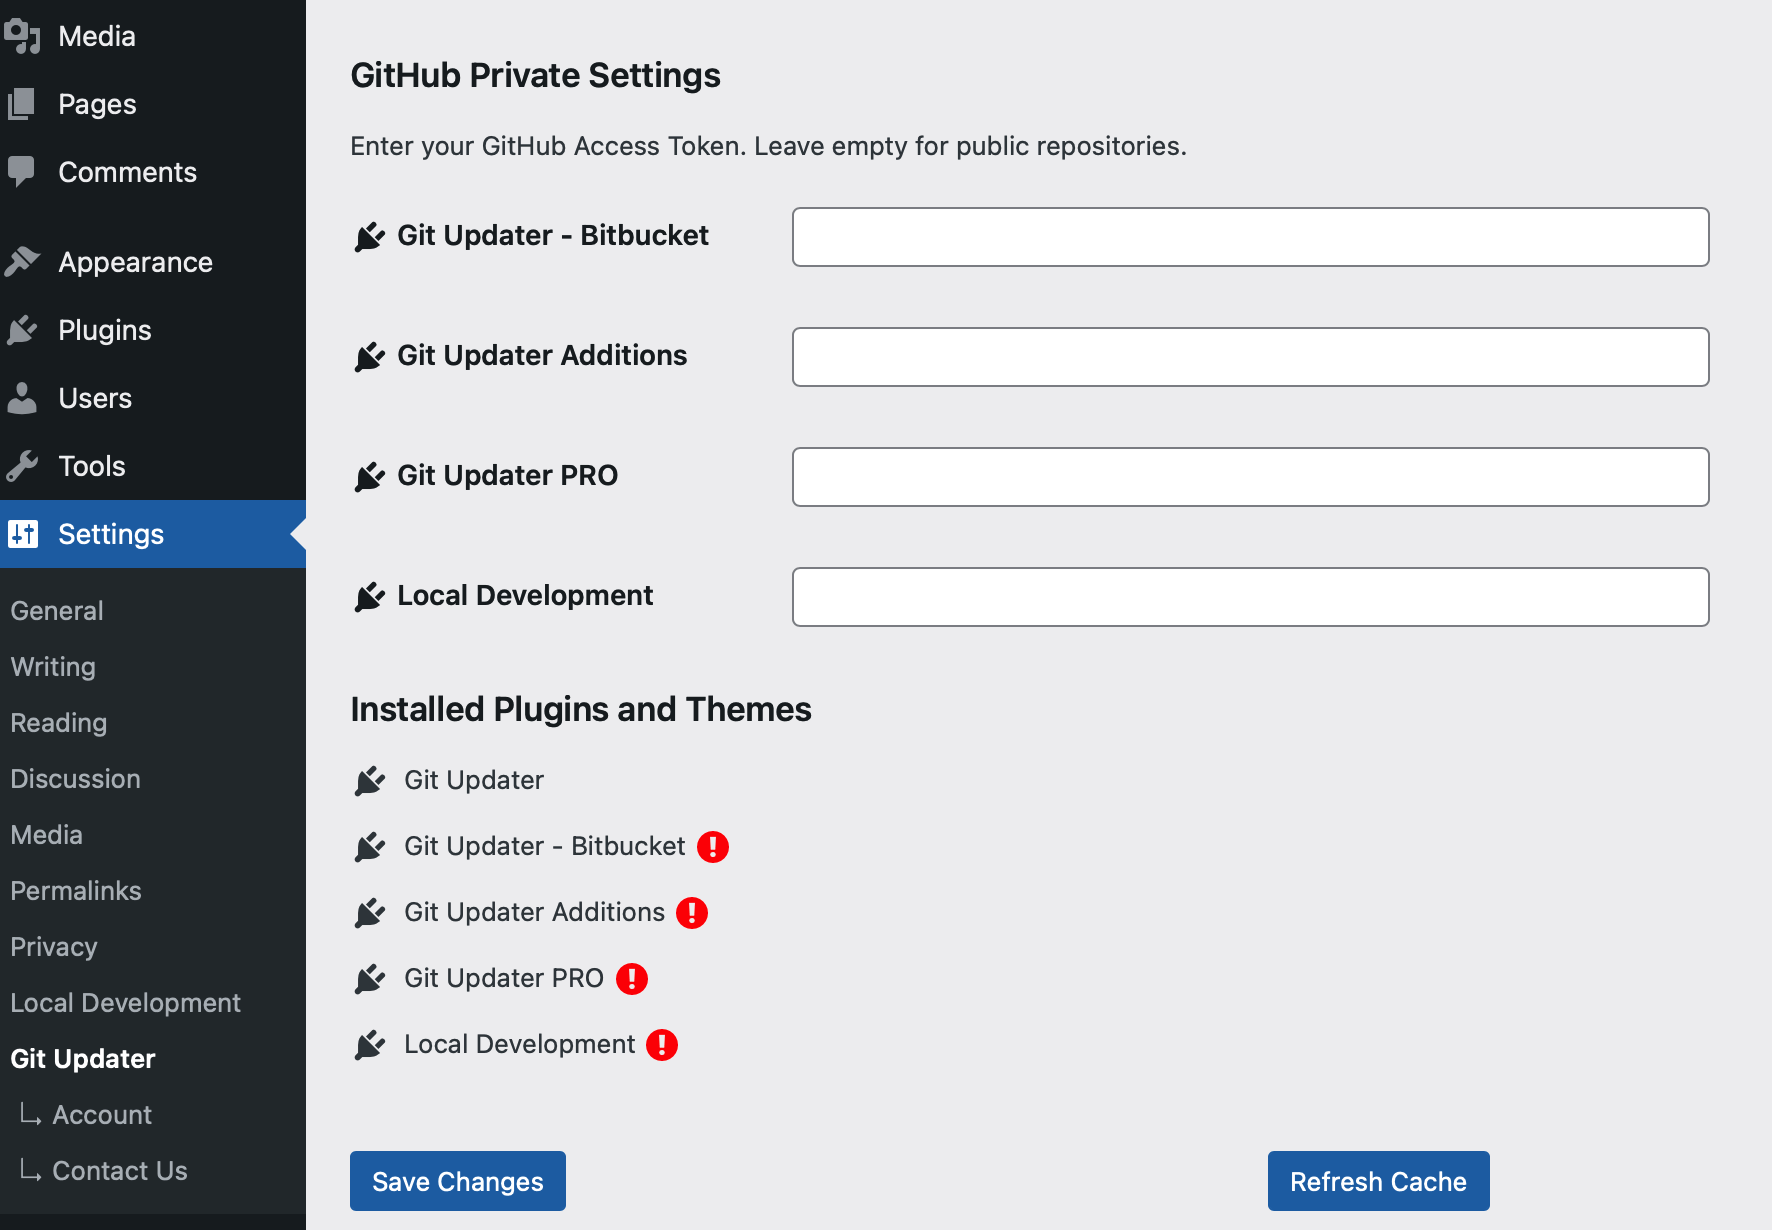 Media
Pages
Comments
Appearance
Plugins
Users
Tools
Settings
General
Writing
Reading
Discussion
Media
Permalinks
Privacy
Local Development
Git Updater
Account
Contact Us
GitHub Private Settings
Enter your GitHub Access Token. Leave empty for public repositories.
Git Updater - Bitbucket
Git Updater Additions
Git Updater PRO
Local Development
Installed Plugins and Themes
Git Updater
Git Updater - Bitbucket
Git Updater Additions
Git Updater PRO
Local Development
Save Changes
Refresh Cache